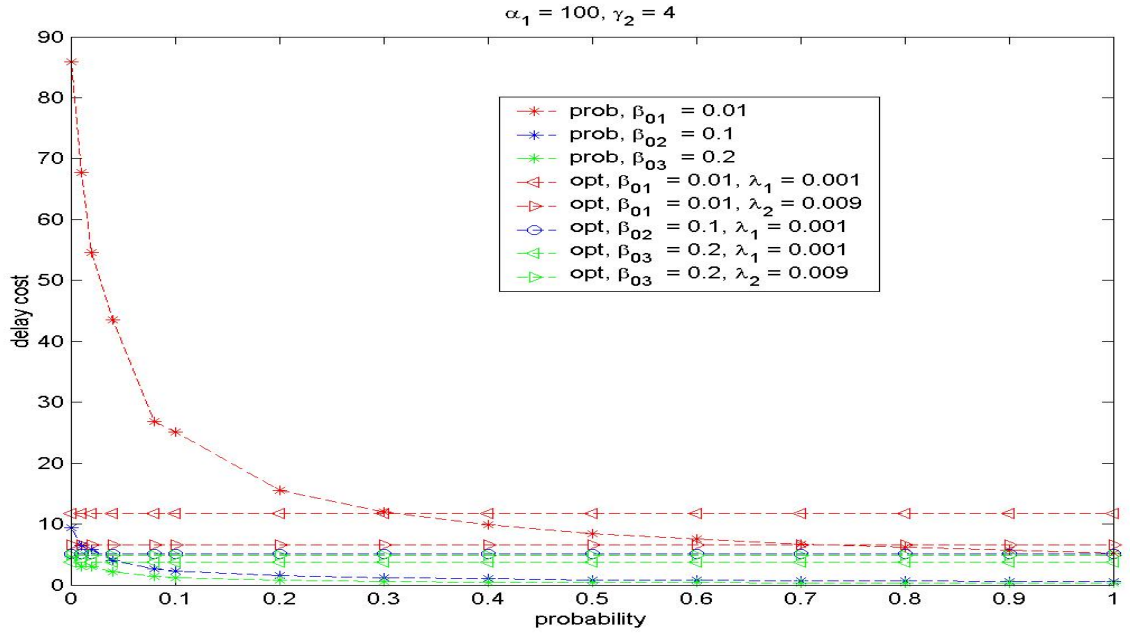 α1 = 100, γ2 = 4
90
80
70
60
50
40
30
20
10
0
delay cost
prob, β01 = 0.01
prob, β02 = 0.1
prob, β03 = 0.2
opt, β01 = 0.01, λ1 = 0.001
opt, β01 = 0.01, λ2 = 0.009
opt, β02 = 0.1, λ1 = 0.001
opt, β03 = 0.2, λ1 = 0.001
opt, β03 = 0.2, λ2 = 0.009
0 0.1 0.2 0.3 0.4 0.5 0.6 0.7 0.8 0.9 1
probability